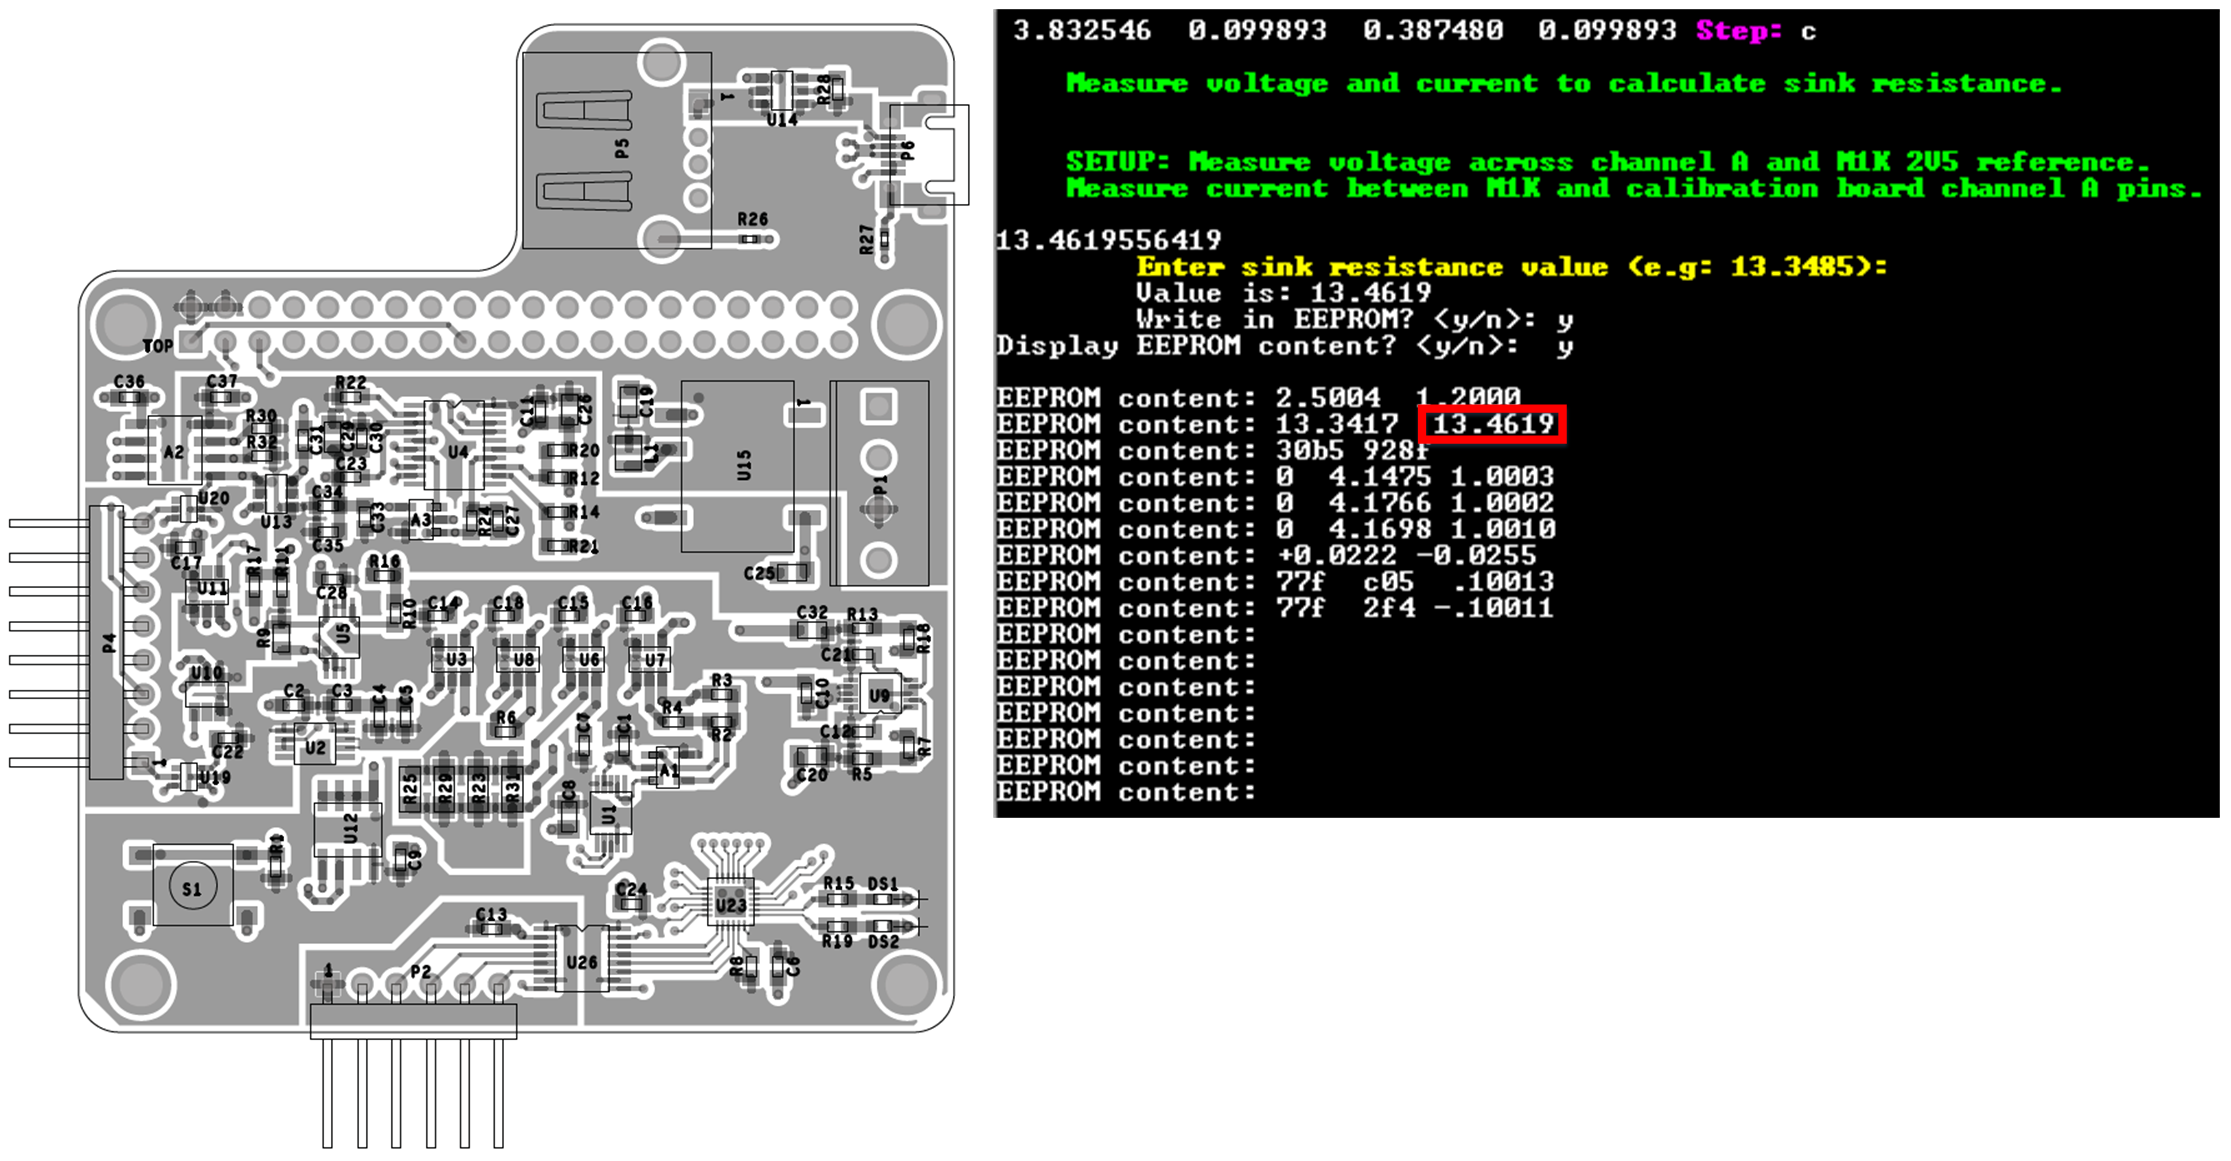 P5
1
U14
R28
P6
R26
R27
TOP
C36
C37
R22
R30
R32
A2
C31
C29
C30
C23
U4
C11
C26
C19
L1
R20
R12
R14
R21
U15
1
P1
U20
U13
C34
C33
C35
A3
R24
C27
C17
U11
R17
R11
C28
R16
R10
C14
C18
C15
C16
C25
P4
R9
U5
U3
U8
U6
U7
C32
R13
R18
C21
U10
C2
C3
C4
C5
R6
R3
R4
R2
C10
U9
C22
U2
C7
C1
A1
C12
C20
R5
R7
1
U19
R25
R29
R23
R31
C8
U1
U12
C9
R1
S1
C24
U23
R15
DS1
R19
DS2
C13
U26
R8
C6
1
P2
3.832546 0.099893 0.387480 0.099893 Step: c
Measure voltage and current to calculate sink resistance.
SETUP: Measure voltage across channel A and M1K 2V5 reference.
Measure current between M1K and calibration board channel A pins.
13.4619556419
Enter sink resistance value (e.g: 13.3485):
Value is: 13.4619
Write in EEPROM? <y/n>: y
Display EEPROM content? <y/n>: y
EEPROM content: 2.5004 1.2000
EEPROM content: 13.3417 13.4619
EEPROM content: 30b5 928f
EEPROM content: 0 4.1475 1.0003
EEPROM content: 0 4.1766 1.0002
EEPROM content: 0 4.1698 1.0010
EEPROM content: +0.0222 -0.0255
EEPROM content: 77f c05 .10013
EEPROM content: 77f 2f4 -.10011
EEPROM content:
EEPROM content:
EEPROM content:
EEPROM content:
EEPROM content:
EEPROM content:
EEPROM content: